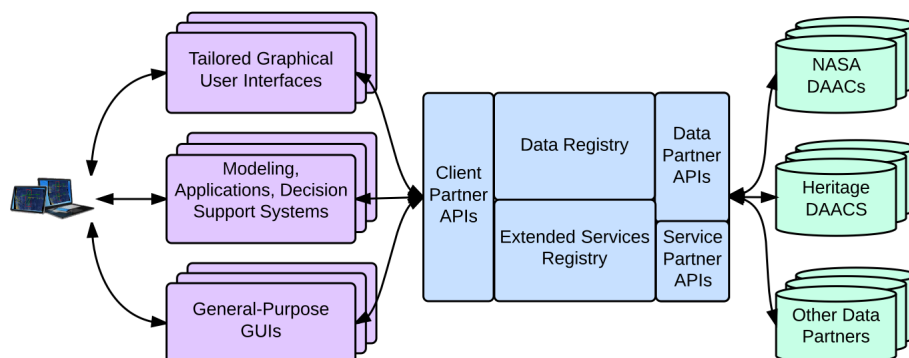 Tailored Graphical
User Interfaces
Modeling,
Applications, Decision
Support Systems
General-Purpose
GUIs
Client
Partner
APIs
Data Registry
Extended Services
Registry
Data
Partner
APIs
Service
Partner
APIs
NASA
DAACs
Heritage
DAACS
Other Data
Partners